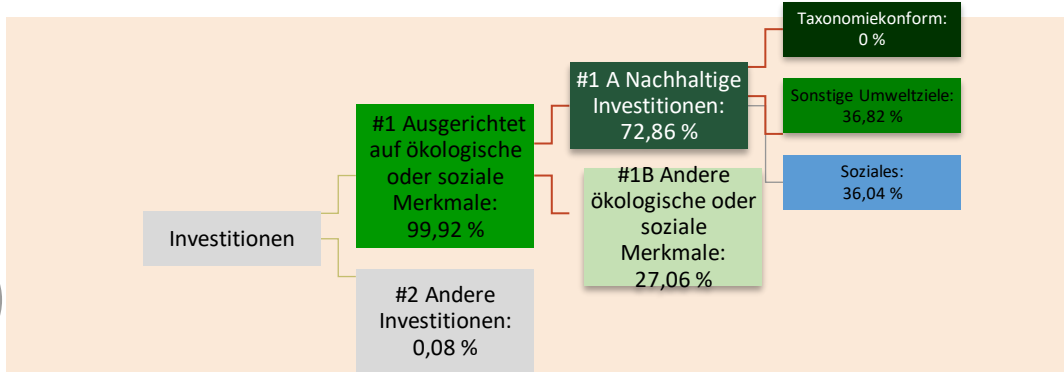 Investitionen
#1 Ausgerichtet
auf ökologische
oder soziale
Merkmale:
99,92 %
#2 Andere
Investitionen:
0,08 %
#1 A Nachhaltige
Investitionen:
72,86 %
#1B Andere
ökologische oder
soziale
Merkmale:
27,06 %
Taxonomiekonform:
0 %
Sonstige Umweltziele:
36,82 %
Soziales:
36,04 %